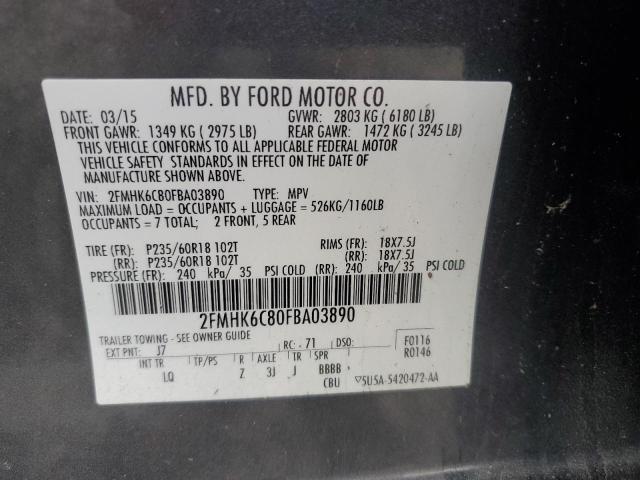 MFD. BY FORD MOTOR CO.
DATE: 03/15 GVWR: 2803 KG ( 6180 LB)
FRONT GAWR: 1349 KG ( 2975 LB) REAR GAWR: 1472 KG ( 3245 LB)
THIS VEHICLE CONFORMS TO ALL APPLICABLE FEDERAL MOTOR
VEHICLE SAFETY STANDARDS IN EFFECT ON THE DATE OF
MANUFACTURE SHOWN ABOVE.
VIN: 2FMHK6C80FBA03890 TYPE: MPV
MAXIMUM LOAD = OCCUPANTS + LUGGAGE = 526KG/1160LB
OCCUPANTS = 7 TOTAL; 2 FRONT, 5 REAR
TIRE (FR): P235/60R18 102T RIMS (FR): 18X7.5J
(RR): P235/60R18 102T (RR): 18X7.5J
PRESSURE (FR): 240 kPa/ 35 PSI COLD (RR): 240 kPa/ 35 PSI COLD
2FMHK6C80FBA03890
TRAILER TOWING - SEE OWNER GUIDE
EXT PNT: J7 RC: 71 DSO: F0116
INT TR TP/PS R AXLE TR SPR R0146
LQ Z 3J J BBBB
CBU ▽5U5A-5420472-AA